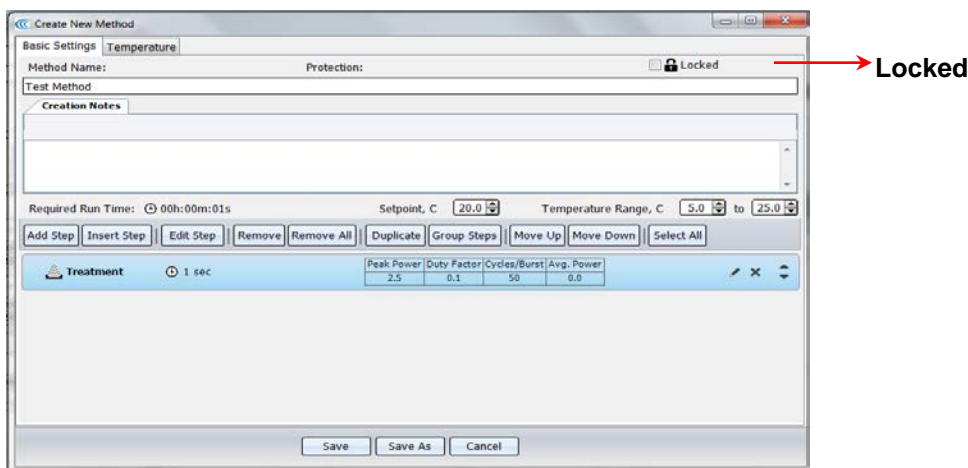 Create New Method
Basic Settings Temperature
Method Name: Protection: Locked
Locked
Test Method
Creation Notes
Required Run Time: 00h:00m:01s Setpoint, C 20.0 Temperature Range, C 5.0 to 25.0
Add Step Insert Step Edit Step Remove Remove All Duplicate Group Steps Move Up Move Down Select All
Treatment 1 sec
Peak Power Duty Factor Cycles/Burst Avg. Power
2.5 0.1 50 0.0
Save Save As Cancel